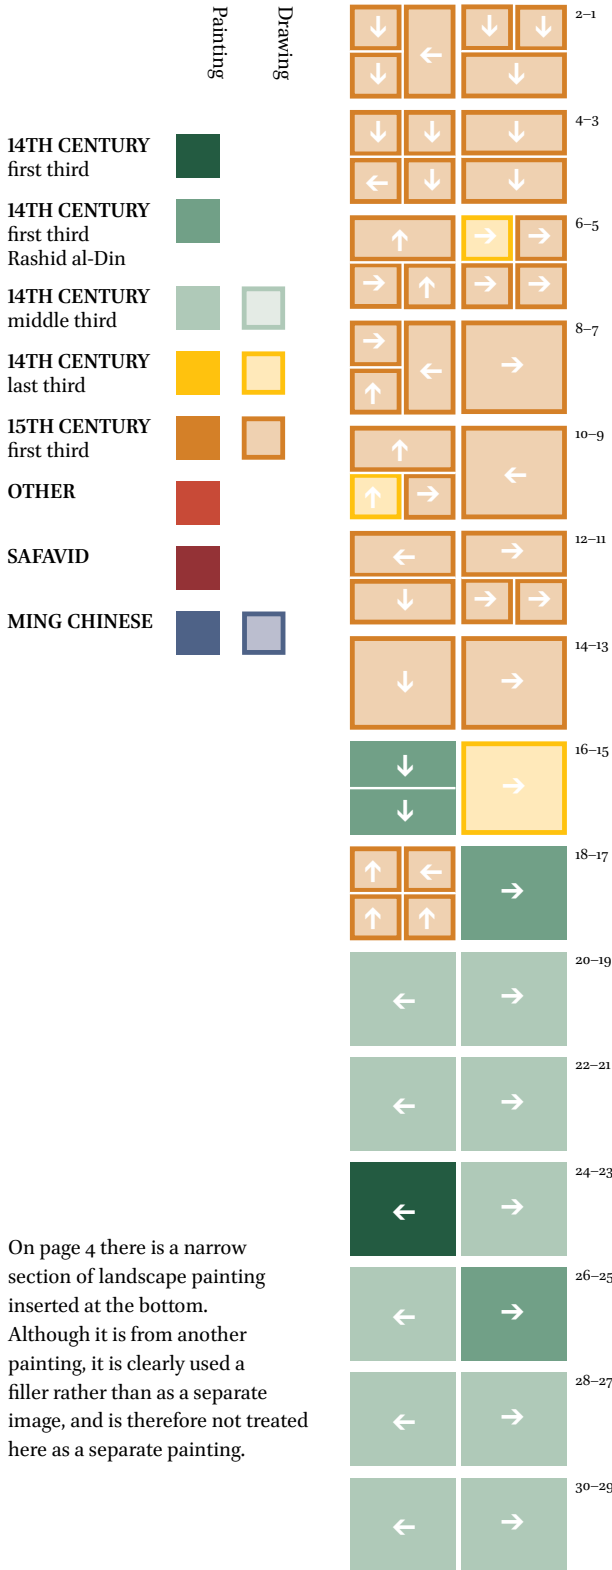 Painting
Drawing
14TH CENTURY
first third
14TH CENTURY
first third
Rashid al-Din
14TH CENTURY
middle third
14TH CENTURY
last third
15TH CENTURY
first third
OTHER
SAFAVID
MING CHINESE
On page 4 there is a narrow
section of landscape painting
inserted at the bottom.
Although it is from another
painting, it is clearly used a
filler rather than as a separate
image, and is therefore not treated
here as a separate painting.
2–1
4–3
6–5
8–7
10–9
12–11
14–13
16–15
18–17
20–19
22–21
24–23
26–25
28–27
30–29